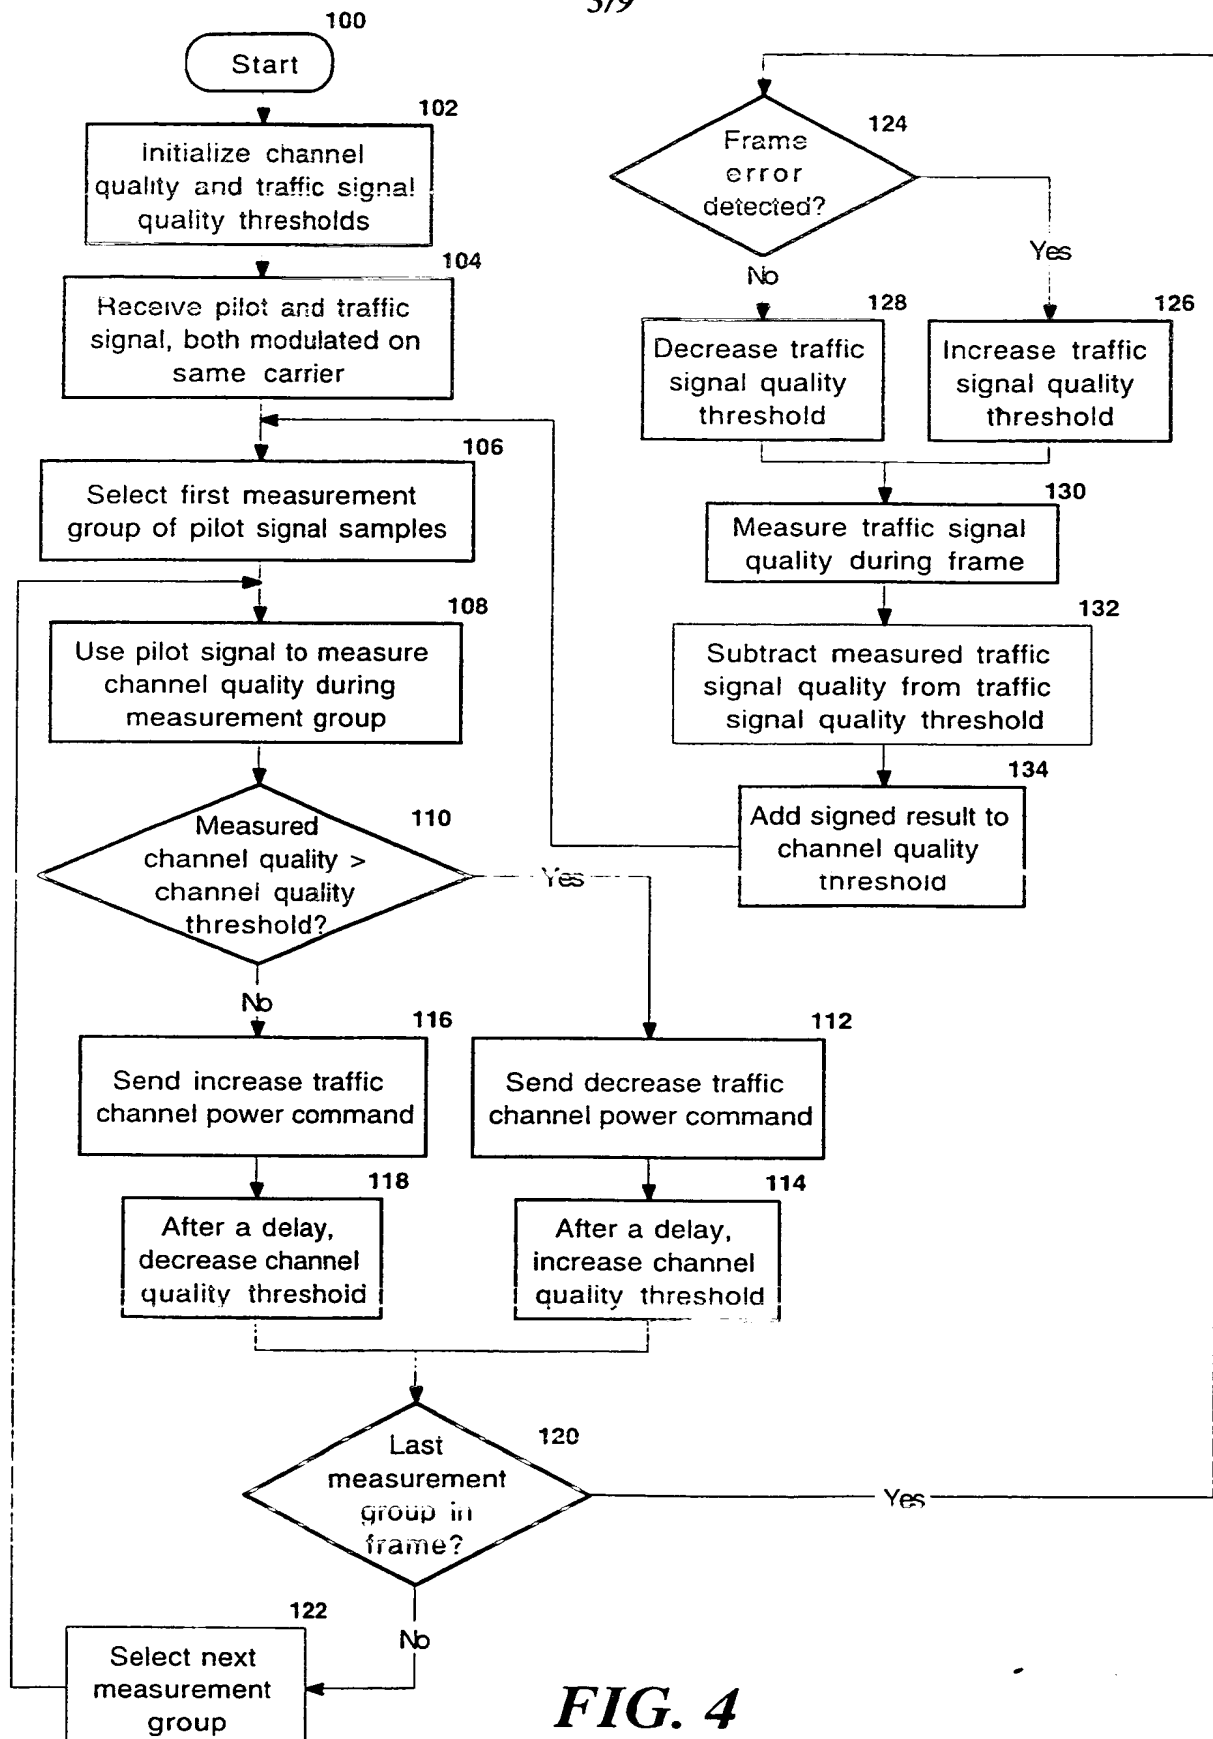 3/9
100
Start
102
Initialize channel
quality and traffic signal
quality thresholds
104
Receive pilot and traffic
signal, both modulated on
same carrier
106
Select first measurement
group of pilot signal samples
108
Use pilot signal to measure
channel quality during
measurement group
110
Measured
channel quality >
channel quality
threshold?
Yes
No
116
Send increase traffic
channel power command
112
Send decrease traffic
channel power command
118
After a delay,
decrease channel
quality threshold
114
After a delay,
increase channel
quality threshold
120
Last
measurement
group in
frame?
Yes
No
122
Select next
measurement
group
124
Frame
error
detected?
Yes
No
128
Decrease traffic
signal quality
threshold
126
Increase traffic
signal quality
threshold
130
Measure traffic signal
quality during frame
132
Subtract measured traffic
signal quality from traffic
signal quality threshold
134
Add signed result to
channel quality
threshold
FIG. 4